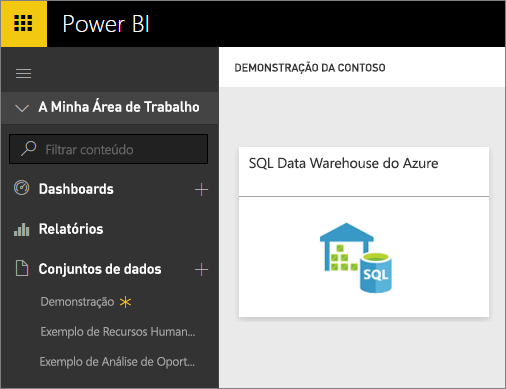 Power BI
A Minha Área de Trabalho
Filtrar conteúdo
Dashboards
Relatórios
Conjuntos de dados
Demonstração
Exemplo de Recursos Human...
Exemplo de Análise de Oport...
DEMONSTRAÇÃO DA CONTOSO
SQL Data Warehouse do Azure
SQL